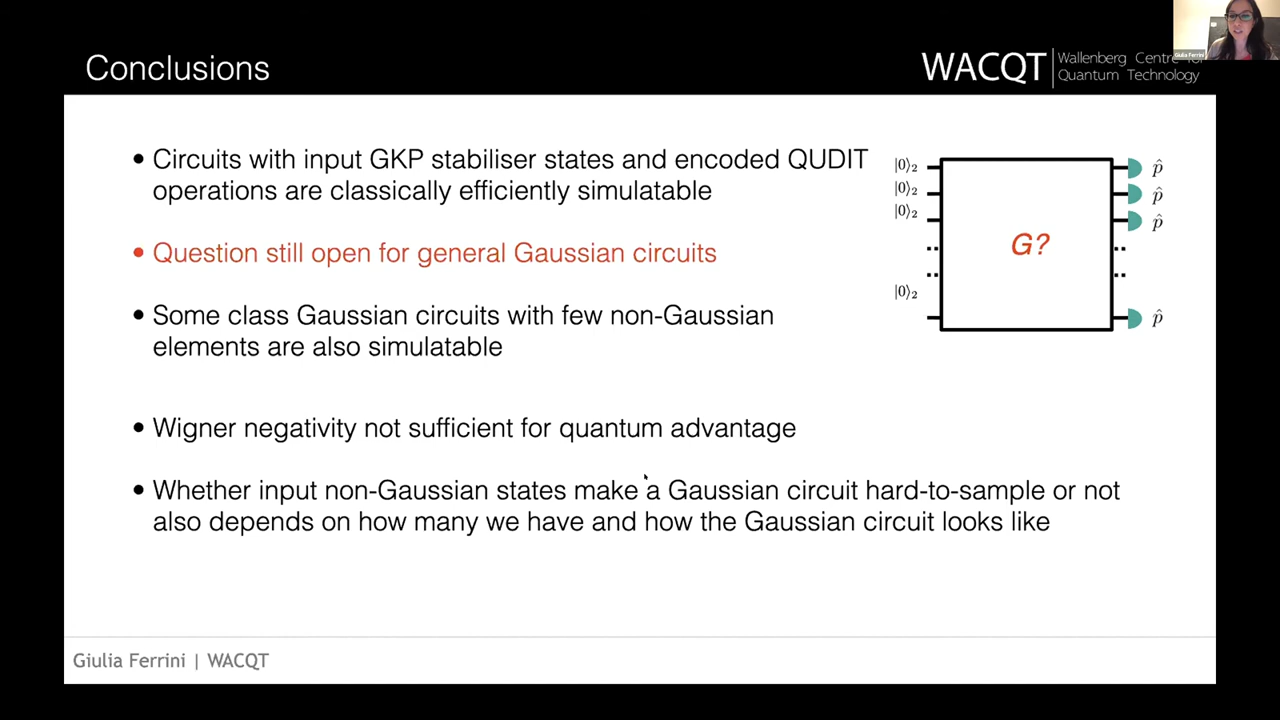 Conclusions
WACQT
Wallenberg Centre for
Quantum Technology
Giulia Ferrini
• Circuits with input GKP stabiliser states and encoded QUDIT
operations are classically efficiently simulatable
• Question still open for general Gaussian circuits
• Some class Gaussian circuits with few non-Gaussian
elements are also simulatable
• Wigner negativity not sufficient for quantum advantage
• Whether input non-Gaussian states make a Gaussian circuit hard-to-sample or not
also depends on how many we have and how the Gaussian circuit looks like
|0⟩₂ p̂
|0⟩₂ p̂
|0⟩₂ p̂
G?
|0⟩₂
p̂
Giulia Ferrini | WACQT